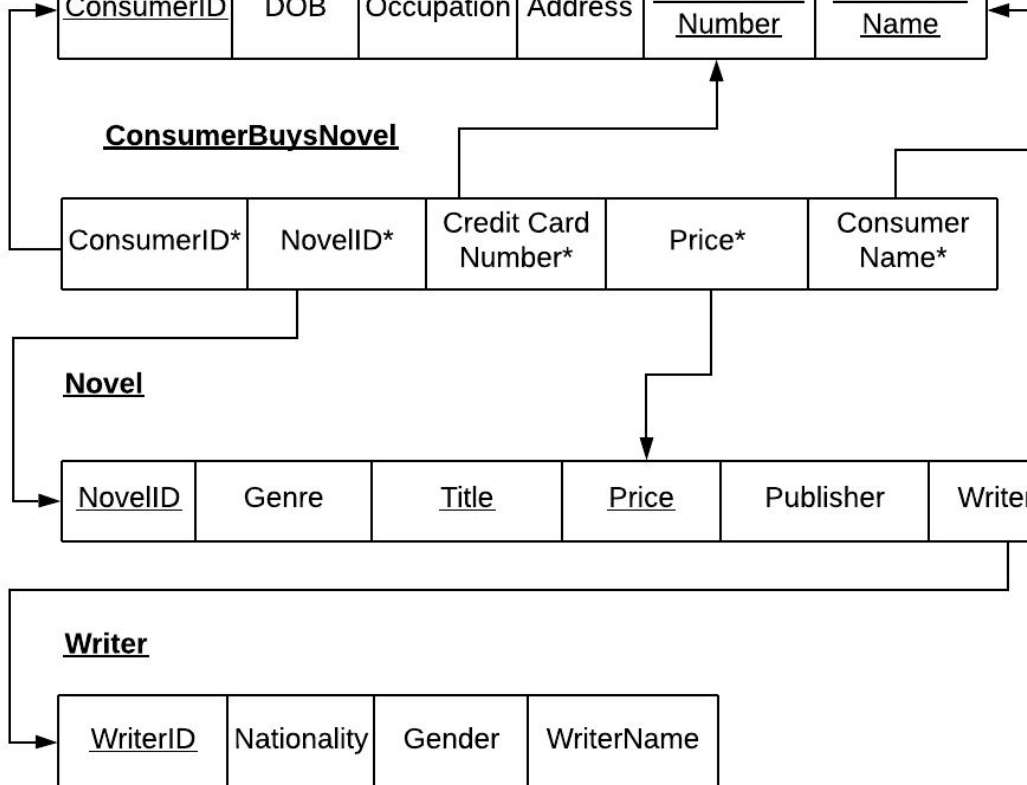 ConsumerID DOB Occupation Address
Number Name
ConsumerBuysNovel
ConsumerID* NovelID* Credit Card Number* Price* Consumer Name*
Novel
NovelID Genre Title Price Publisher Writer
Writer
WriterID Nationality Gender WriterName